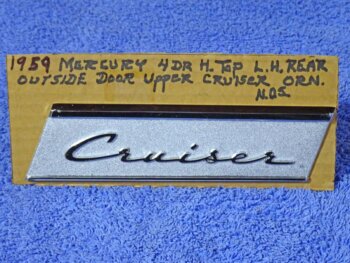 1959 MERCURY 4DR H.TOP L.H. REAR
OUTSIDE DOOR UPPER CRUISER ORN.
N.O.S
Cruiser